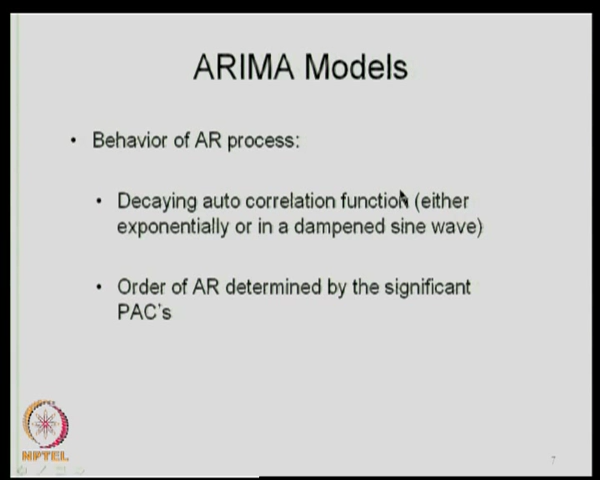 ARIMA Models
• Behavior of AR process:
• Decaying auto correlation function (either
exponentially or in a dampened sine wave)
• Order of AR determined by the significant
PAC's
NPTEL
7